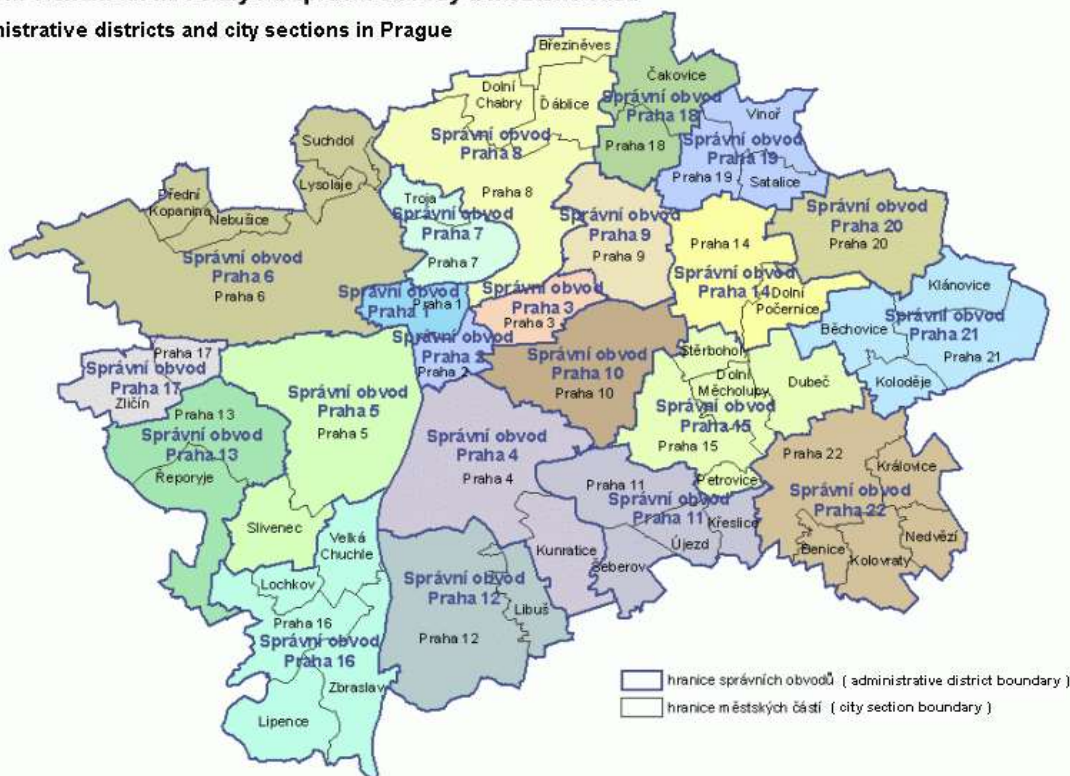 nistrative districts and city sections in Prague
Březiněves
Čakovice
Dolní
Chabry
Ďáblice
Správní obvod
Praha 18
Vinoř
Suchdol
Správní obvod
Praha 8
Praha 18
Správní obvod
Praha 19
Praha 19
Satalice
Lysolaje
Přední
Kopanina
Nebušice
Troja
Praha 8
Správní obvod
Praha 7
Praha 7
Správní obvod
Praha 9
Praha 9
Praha 14
Správní obvod
Praha 14
Dolní
Počernice
Správní obvod
Praha 20
Praha 20
Správní obvod
Praha 6
Praha 6
Klánovice
Správní obvod
Praha 1
Praha 1
Správní obvod
Praha 3
Praha 3
Běchovice
Správní obvod
Praha 21
Praha 21
Koloděje
Správní obvod
Praha 2
Praha 2
Praha 17
Správní obvod
Praha 17
Zličín
Správní obvod
Praha 5
Praha 5
Správní obvod
Praha 10
Praha 10
Štěrboholy
Dolní
Měcholupy
Dubeč
Správní obvod
Praha 15
Praha 15
Petrovice
Praha 13
Správní obvod
Praha 13
Řeporyje
Správní obvod
Praha 4
Praha 4
Praha 11
Správní obvod
Praha 11
Křeslice
Újezd
Šeberov
Kunratice
Praha 22
Královice
Správní obvod
Praha 22
Nedvězí
Benice
Kolovraty
Slivenec
Velká
Chuchle
Lochkov
Praha 16
Správní obvod
Praha 16
Zbraslav
Lipence
Správní obvod
Praha 12
Libuš
Praha 12
hranice správních obvodů ( administrative district boundary )
hranice městských částí ( city section boundary )